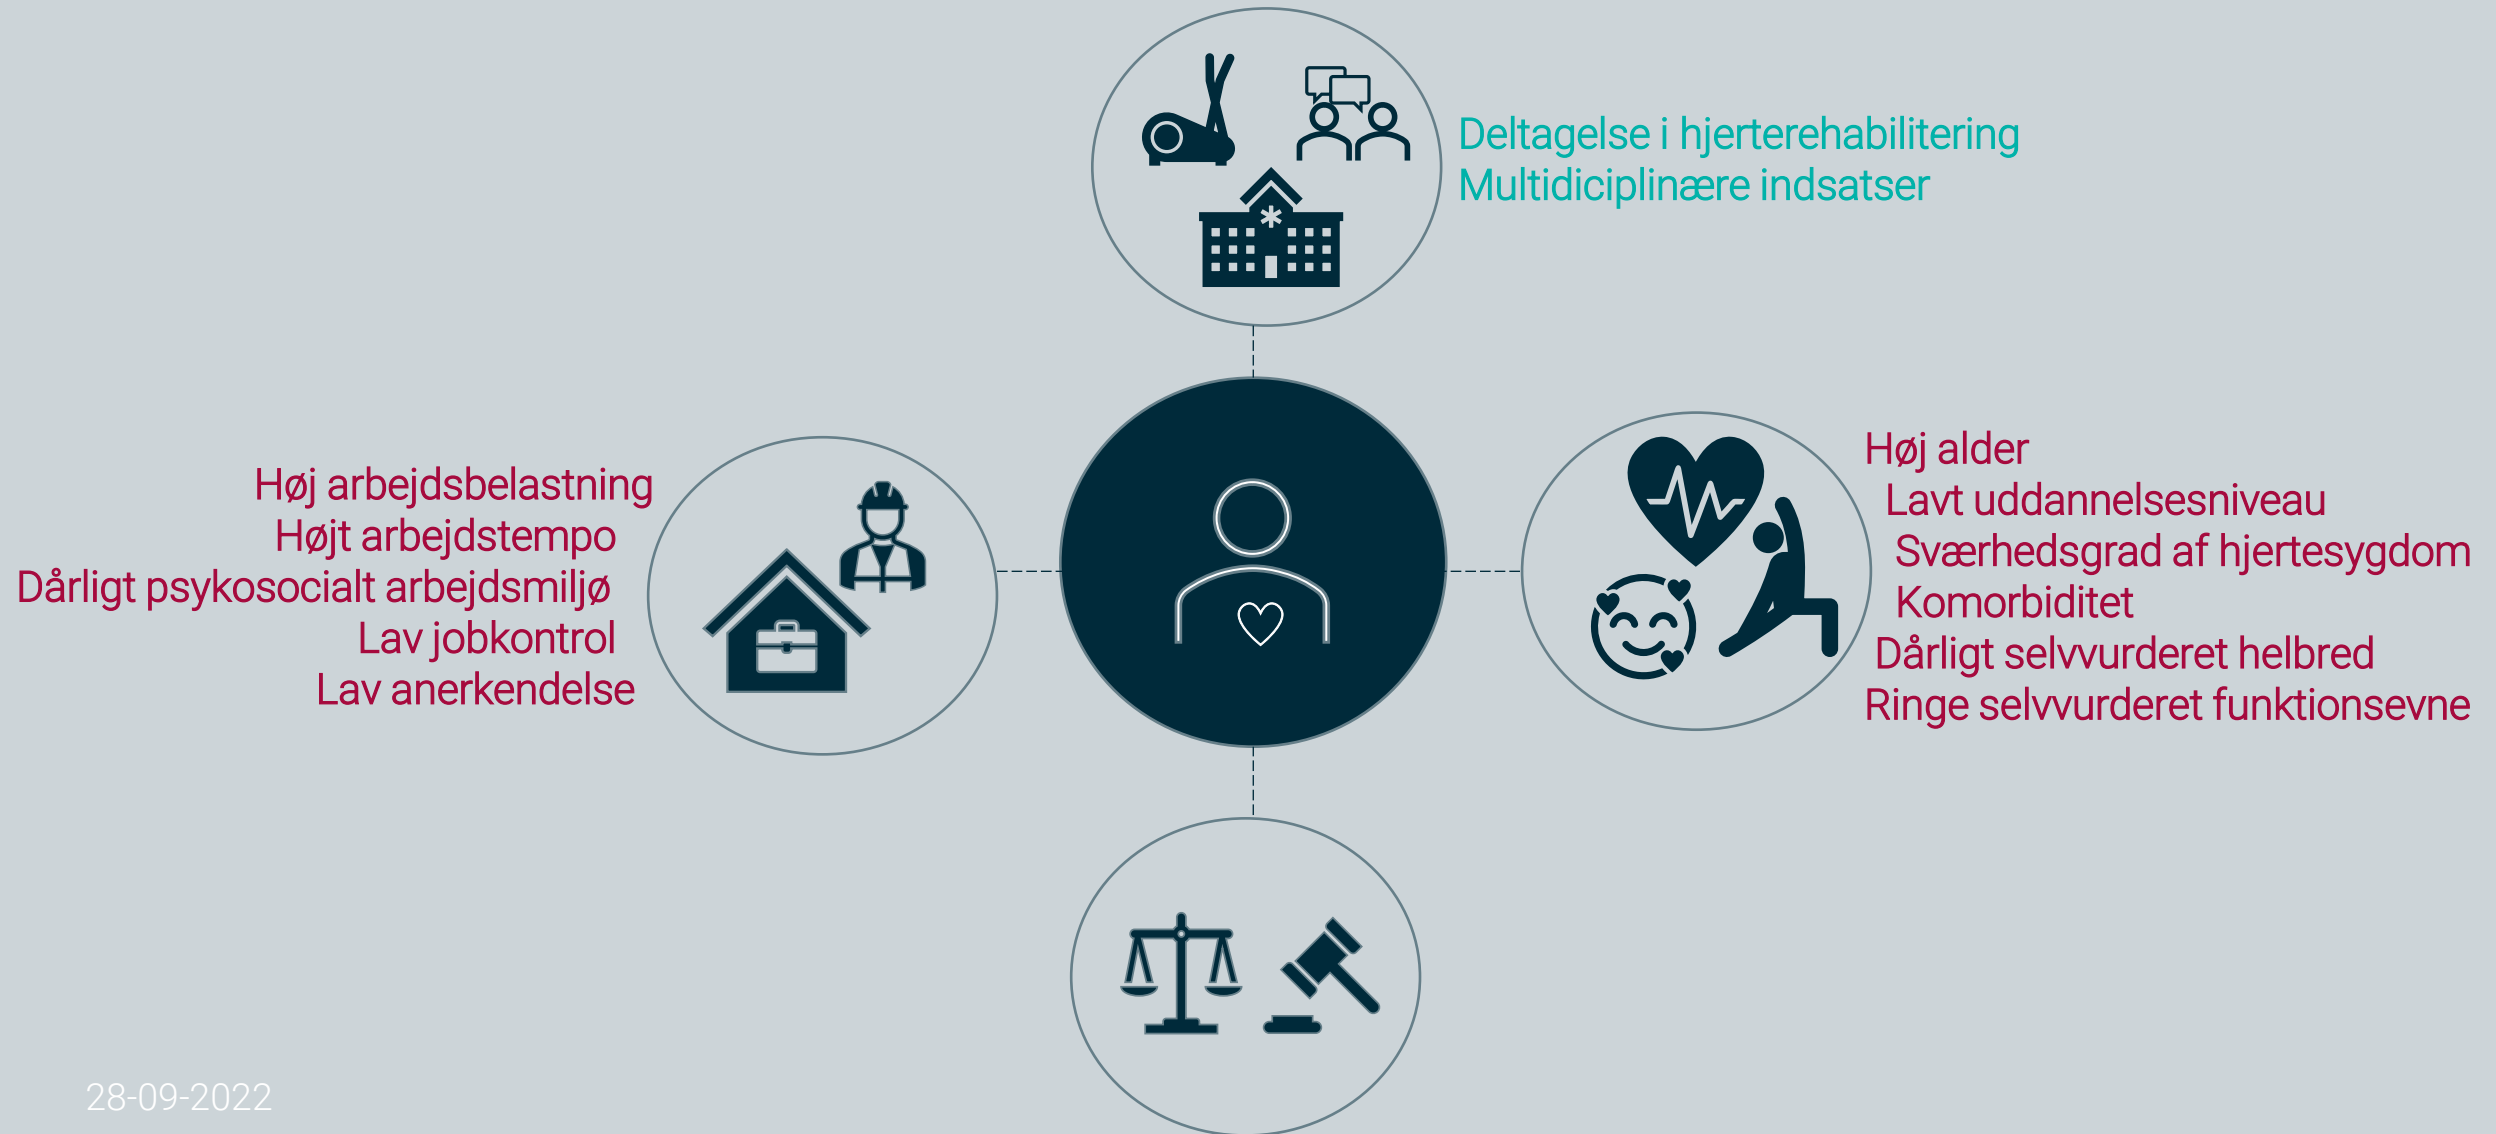 Deltagelse i hjerterehabilitering
Multidiciplinære indsatser
Høj arbejdsbelastning
Højt arbejdstempo
Dårligt psykosocialt arbejdsmiljø
Lav jobkontrol
Lav anerkendelse
Høj alder
Lavt uddannelsesniveau
Sværhedsgrad af hjertesygdom
Komorbiditet
Dårligt selvvurderet helbred
Ringe selvvurderet funktionsevne
28-09-2022